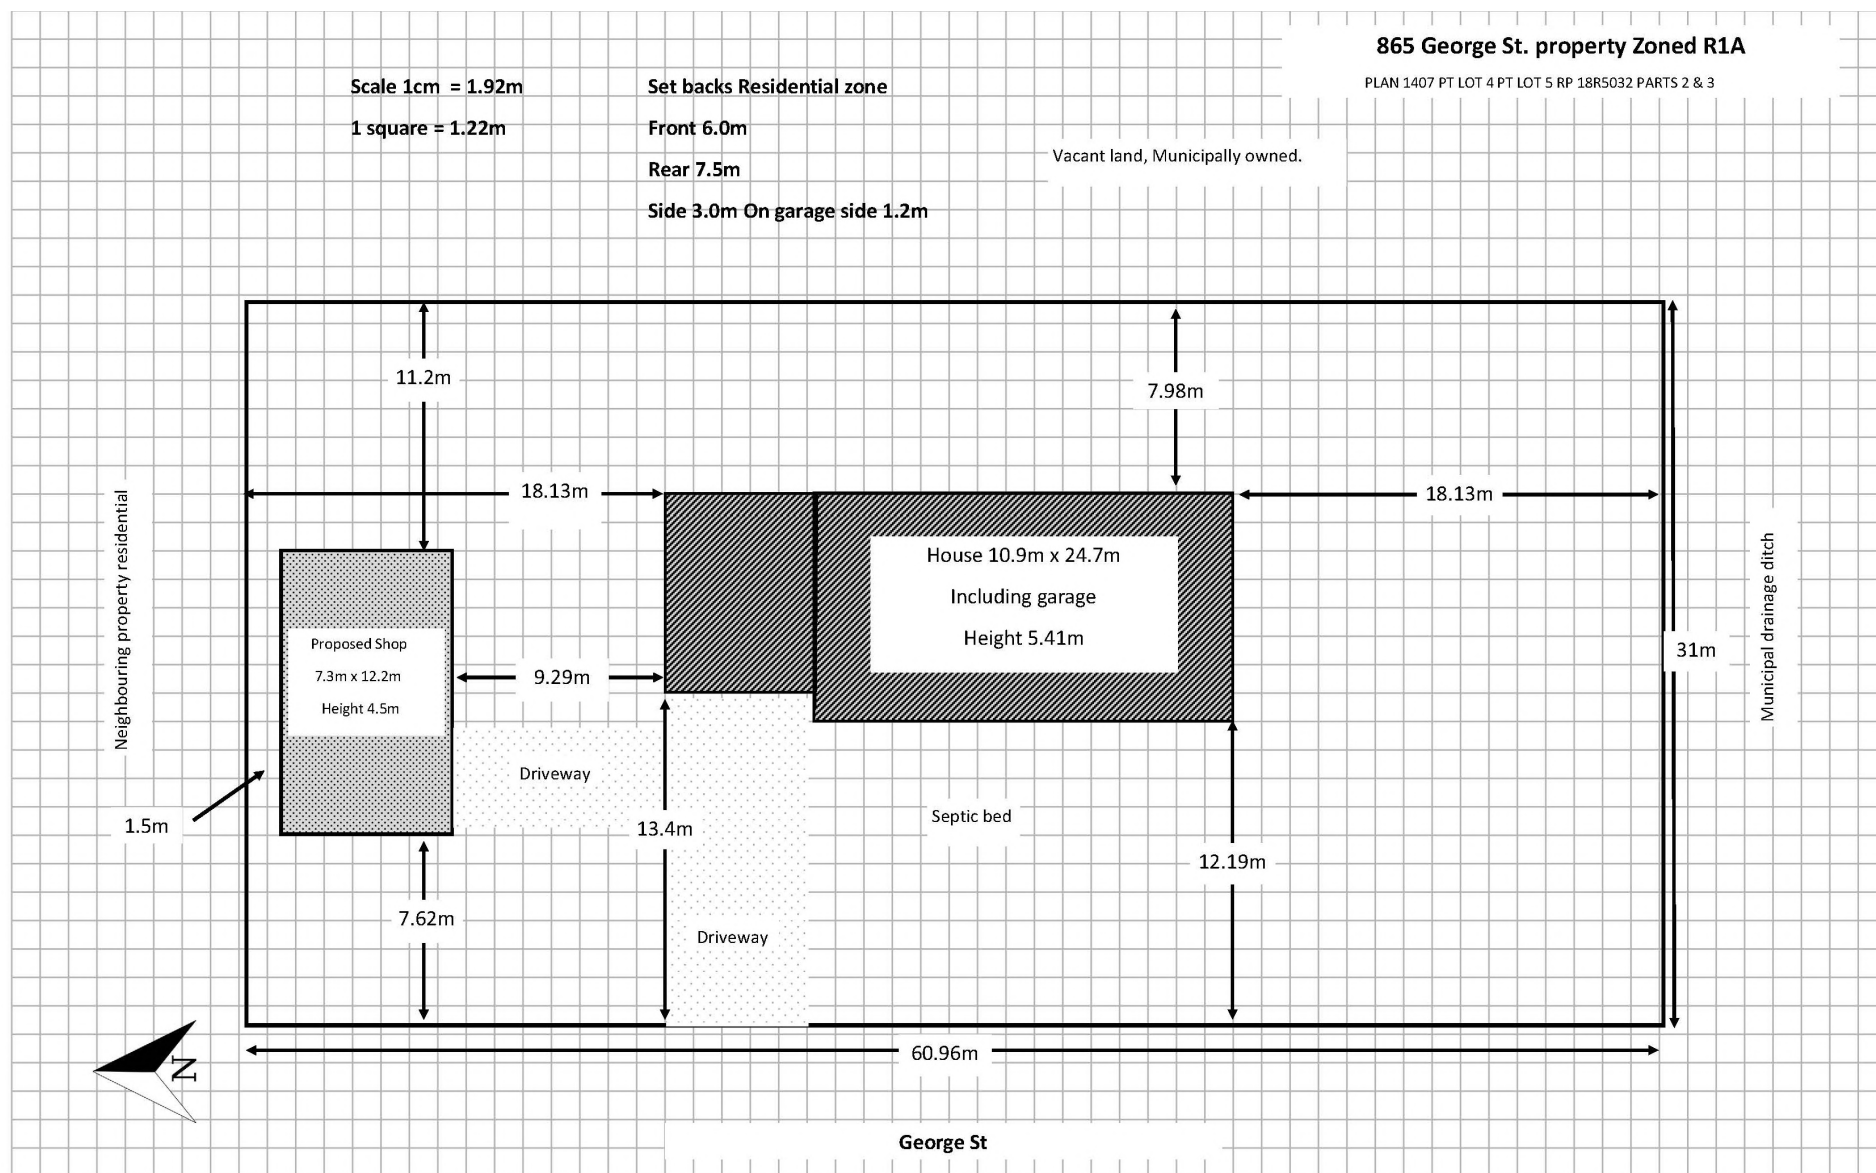 865 George St. property Zoned R1A
PLAN 1407 PT LOT 4 PT LOT 5 RP 18R5032 PARTS 2 & 3
Scale 1cm  = 1.92m
1 square = 1.22m
Set backs Residential zone
Front 6.0m
Rear 7.5m
Side 3.0m On garage side 1.2m
Vacant land, Municipally owned.
11.2m
7.98m
18.13m
18.13m
Neighbouring property residential
House 10.9m x 24.7m
Including garage
Height 5.41m
Proposed Shop
7.3m x 12.2m
Height 4.5m
9.29m
31m
Municipal drainage ditch
Driveway
1.5m
13.4m
Septic bed
12.19m
7.62m
Driveway
60.96m
N
George St